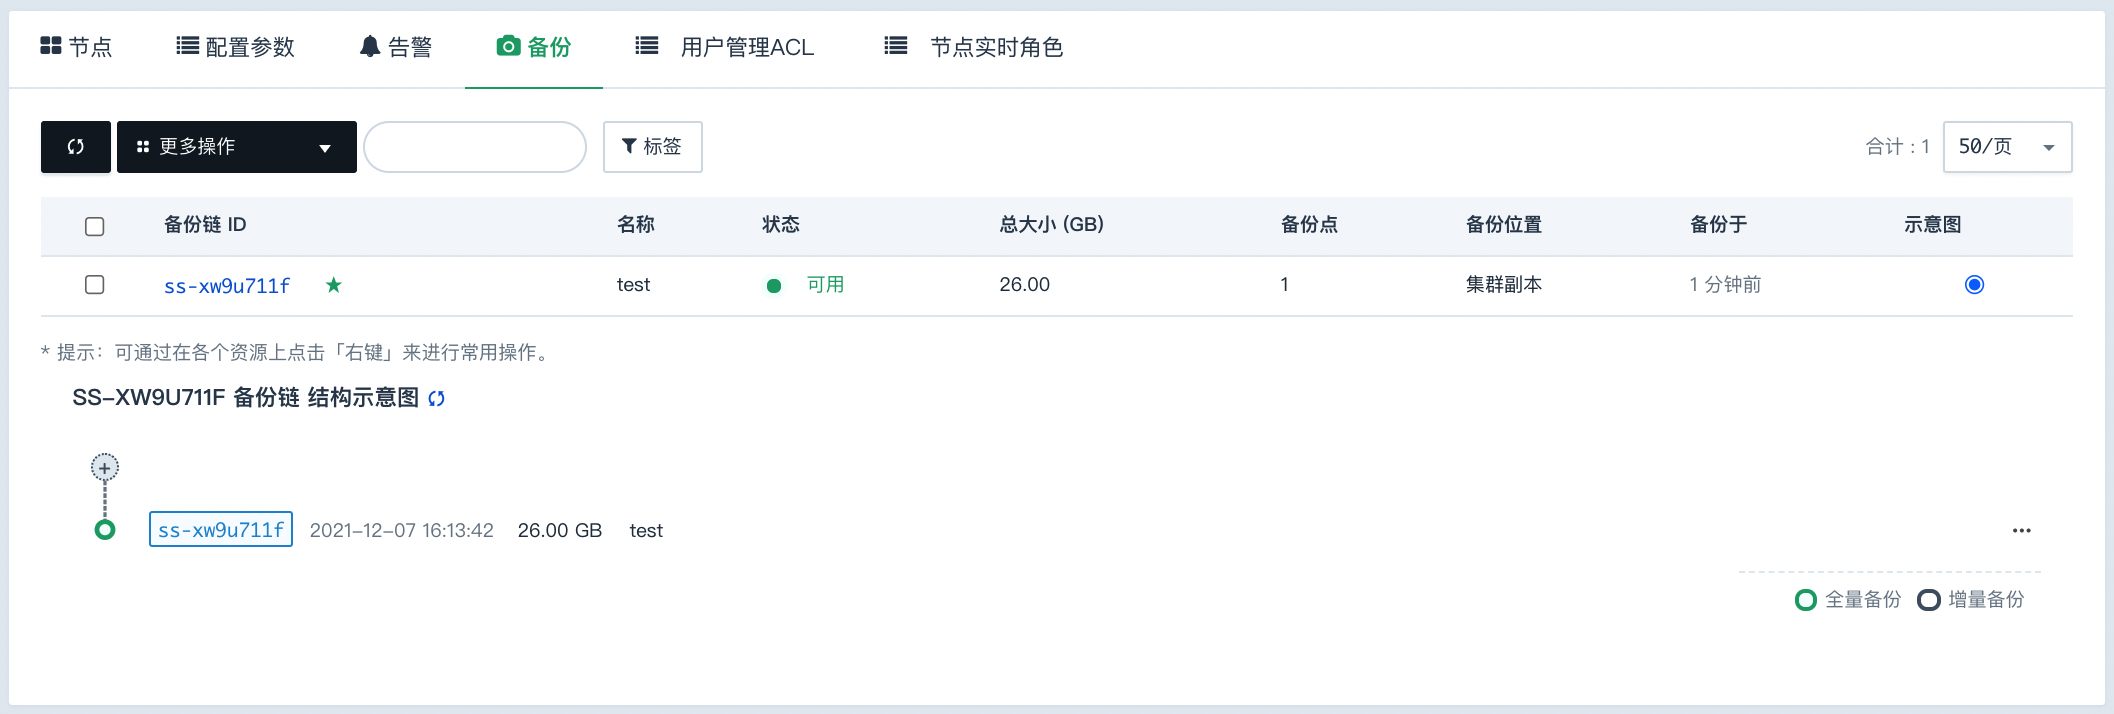 节点 配置参数 告警 备份 用户管理ACL 节点实时角色
更多操作 标签 合计 : 1 50/页
备份链 ID 名称 状态 总大小 (GB) 备份点 备份位置 备份于 示意图
ss-xw9u711f test 可用 26.00 1 集群副本 1 分钟前
* 提示：可通过在各个资源上点击「右键」来进行常用操作。
SS-XW9U711F 备份链 结构示意图
ss-xw9u711f 2021-12-07 16:13:42 26.00 GB test
全量备份 增量备份